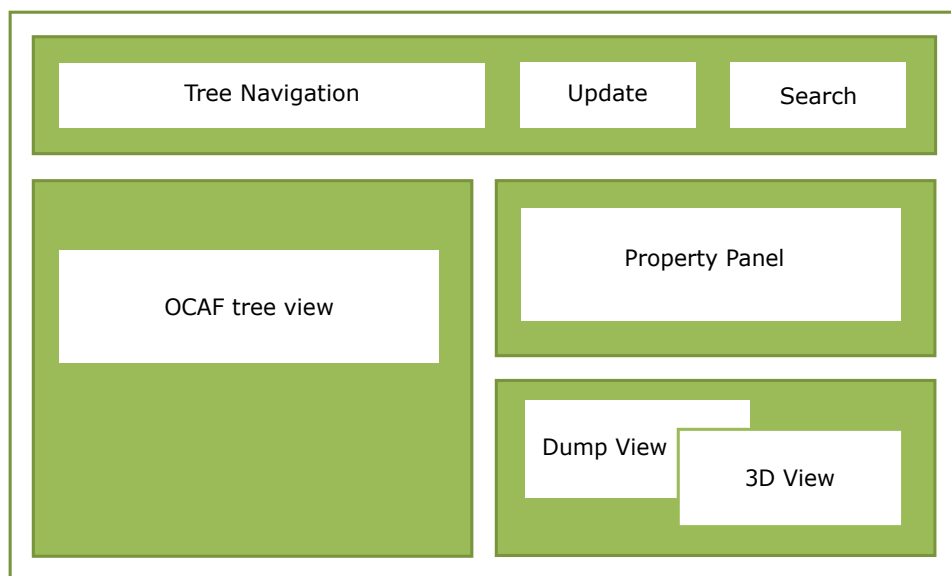 Tree Navigation
Update
Search
OCAF tree view
Property Panel
Dump View
3D View